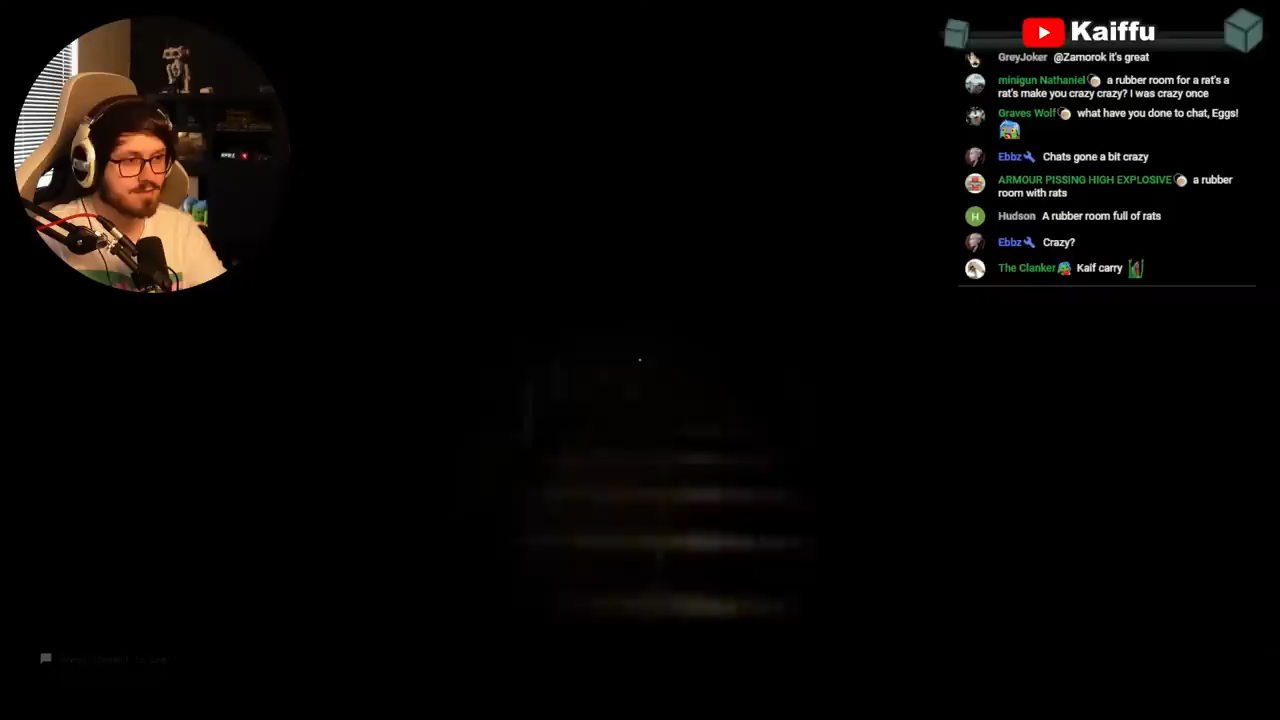 Kaiffu
GreyJoker @Zamorok it's great
minigun Nathaniel a rubber room for a rat's a
rat's make you crazy crazy? I was crazy once
Graves Wolf what have you done to chat, Eggs!
Ebbz Chats gone a bit crazy
ARMOUR PISSING HIGH EXPLOSIVE a rubber
room with rats
H Hudson A rubber room full of rats
Ebbz Crazy?
The Clanker Kaif carry